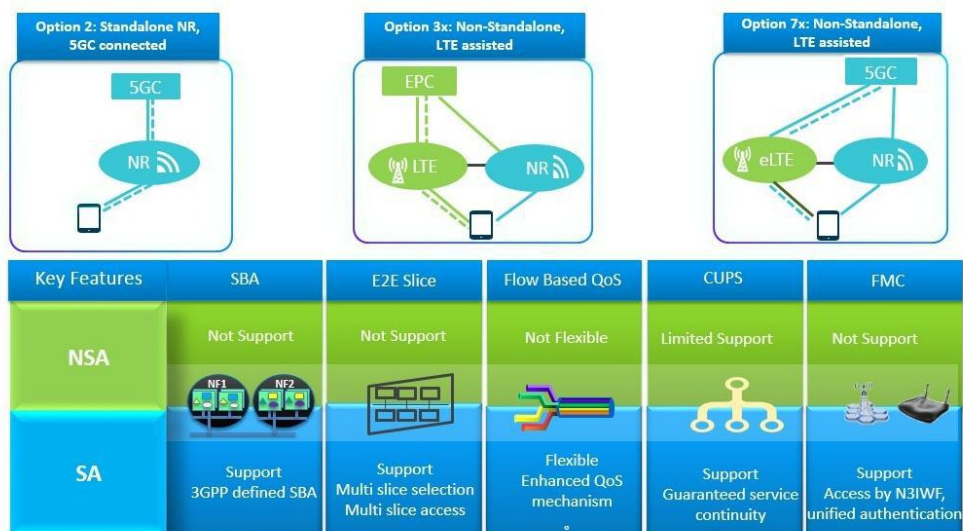 Option 2: Standalone NR,
5GC connected
Option 3x: Non-Standalone,
LTE assisted
Option 7x: Non-Standalone,
LTE assisted
5GC
NR
EPC
LTE
NR
5GC
eLTE
NR
Key Features
SBA
E2E Slice
Flow Based QoS
CUPS
FMC
NSA
Not Support
Not Support
Not Flexible
Limited Support
Not Support
NF1
NF2
SA
Support
3GPP defined SBA
Support
Multi slice selection
Multi slice access
Flexible
Enhanced QoS
mechanism
Support
Guaranteed service
continuity
Support
Access by N3IWF,
unified authentication